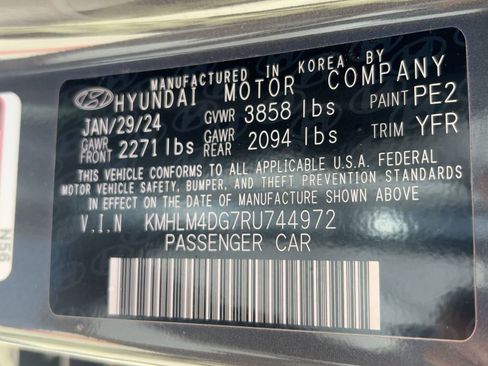 MANUFACTURED IN KOREA BY
HYUNDAI MOTOR COMPANY
JAN/29/24 GVWR 3858 lbs PAINT PE2
GAWR FRONT 2271 lbs GAWR REAR 2094 lbs TRIM YFR
THIS VEHICLE CONFORMS TO ALL APPLICABLE U.S.A. FEDERAL
MOTOR VEHICLE SAFETY, BUMPER, AND THEFT PREVENTION STANDARDS
IN EFFECT ON THE DATE OF MANUFACTURE SHOWN ABOVE.
V.I.N KMHLM4DG7RU744972
PASSENGER CAR
N56